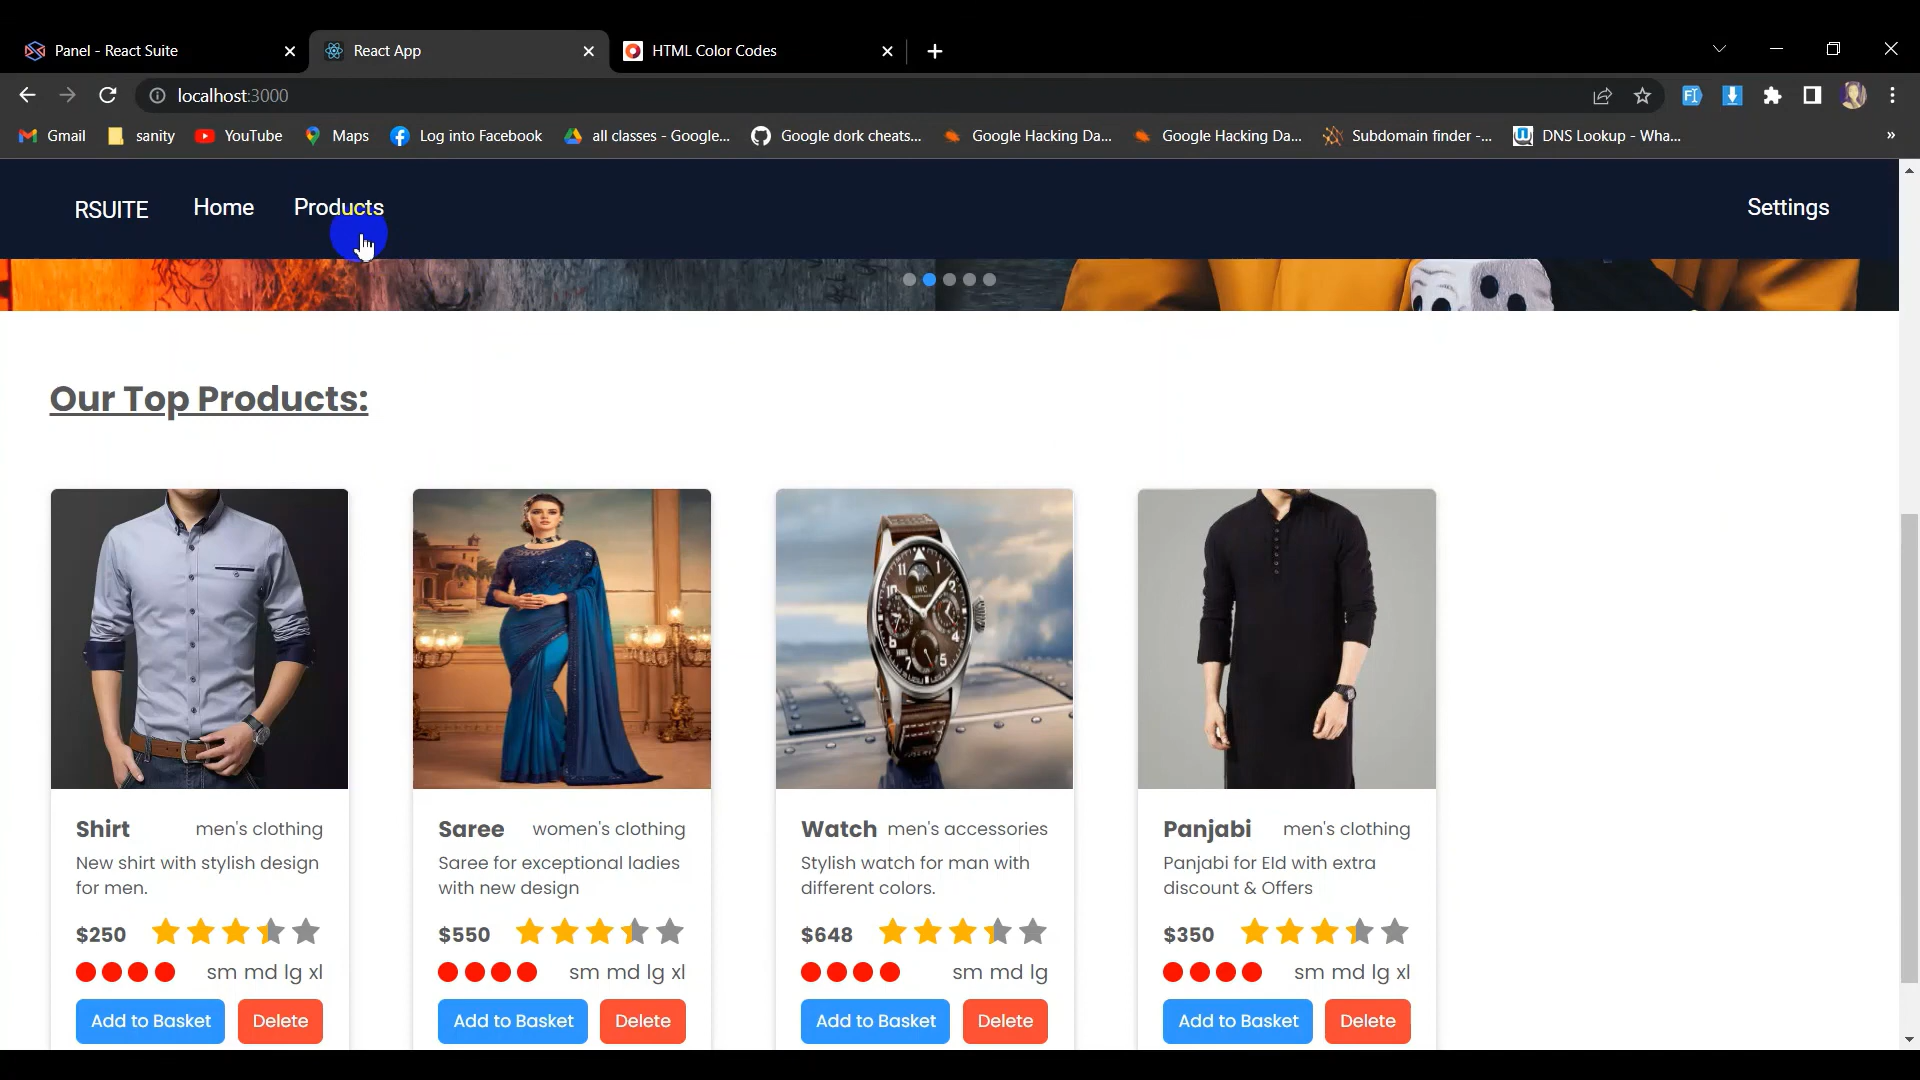 Panel - React Suite
React App
HTML Color Codes
localhost:3000
Gmail
sanity
YouTube
Maps
Log into Facebook
all classes - Google...
Google dork cheats...
Google Hacking Da...
Google Hacking Da...
Subdomain finder -...
DNS Lookup - Wha...
»
RSUITE
Home
Products
Settings
Our Top Products:
Shirt men's clothing
New shirt with stylish design
for men.
$250
sm md lg xl
Add to Basket Delete
Saree women's clothing
Saree for exceptional ladies
with new design
$550
sm md lg xl
Add to Basket Delete
Watch men's accessories
Stylish watch for man with
different colors.
$648
sm md lg
Add to Basket Delete
Panjabi men's clothing
Panjabi for EId with extra
discount & Offers
$350
sm md lg xl
Add to Basket Delete